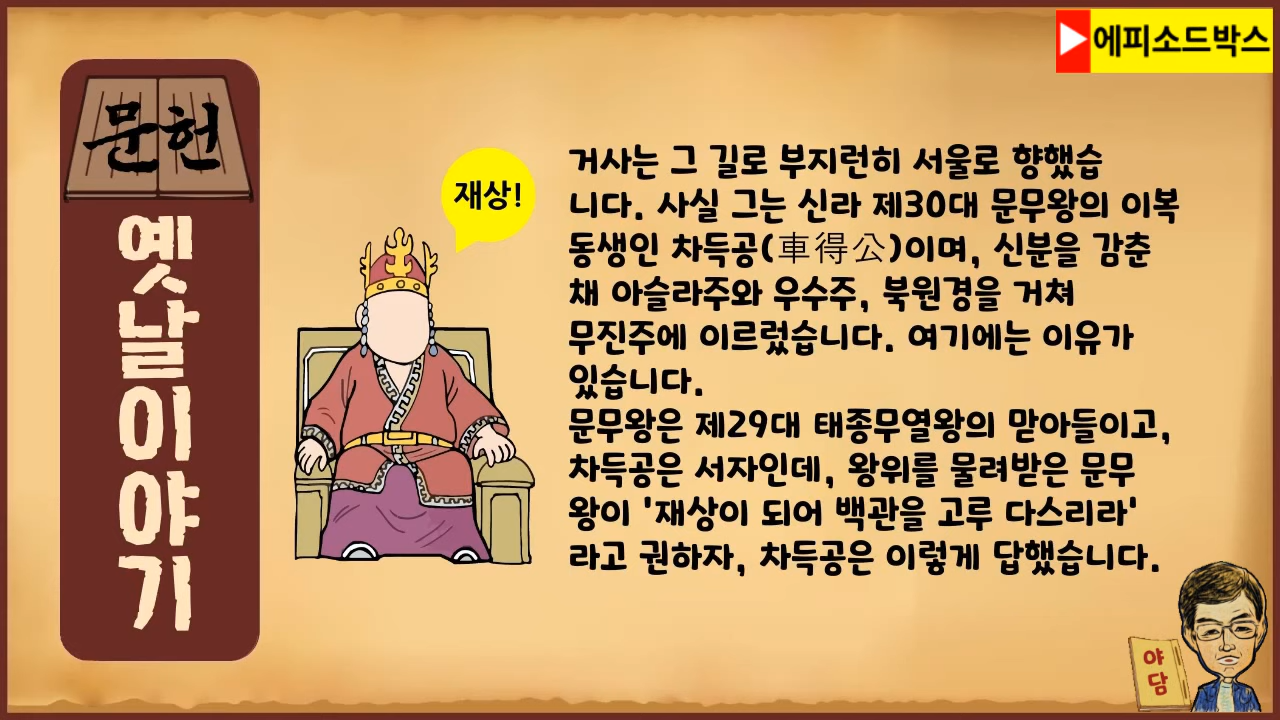 에피소드박스
문헌
옛날이야기
재상!
거사는 그 길로 부지런히 서울로 향했습
니다. 사실 그는 신라 제30대 문무왕의 이복
동생인 차득공(車得公)이며, 신분을 감춘
채 아슬라주와 우수주, 북원경을 거쳐
무진주에 이르렀습니다. 여기에는 이유가
있습니다.
문무왕은 제29대 태종무열왕의 맏아들이고,
차득공은 서자인데, 왕위를 물려받은 문무
왕이 '재상이 되어 백관을 고루 다스리라'
라고 권하자, 차득공은 이렇게 답했습니다.
야담